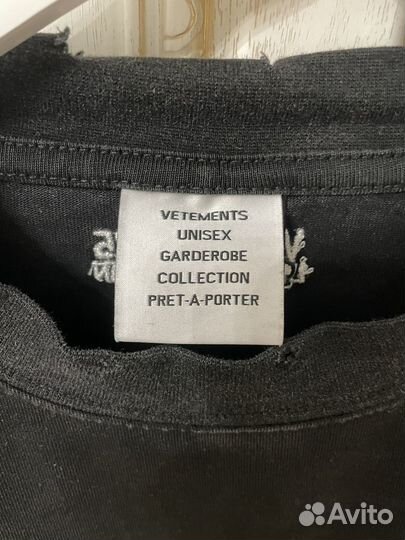 VETEMENTS
UNISEX
GARDEROBE
COLLECTION
PRET-A-PORTER
Avito